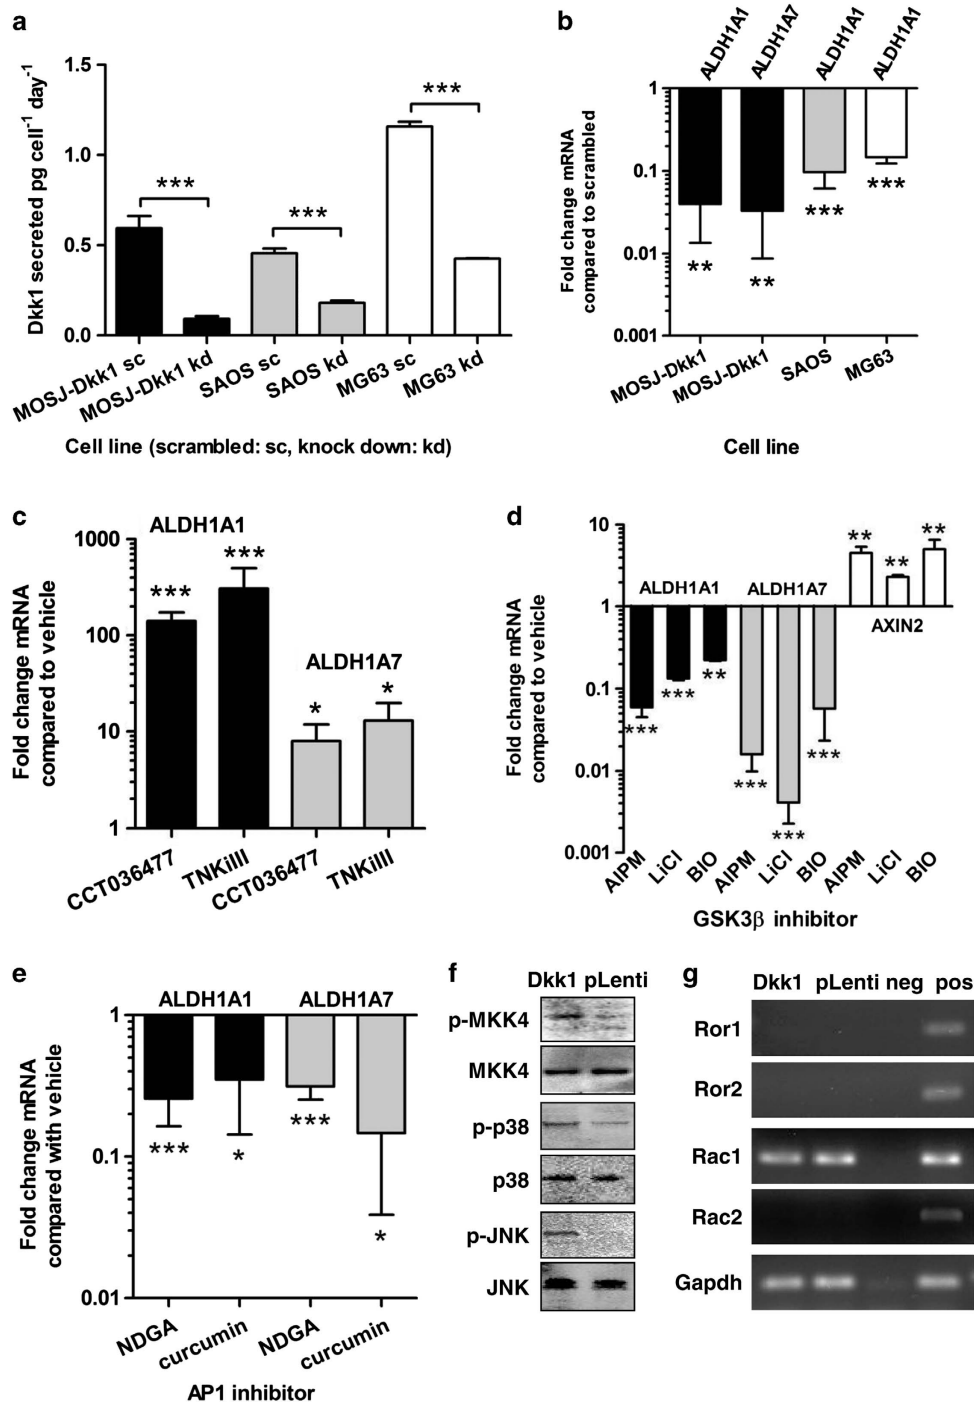 a
Dkk1 secreted pg cell⁻¹ day⁻¹
1.5
1.0
0.5
0.0
***
***
***
MOSJ-Dkk1 sc
MOSJ-Dkk1 kd
SAOS sc
SAOS kd
MG63 sc
MG63 kd
Cell line (scrambled: sc, knock down: kd)
b
ALDH1A1
ALDH1A7
ALDH1A1
ALDH1A1
Fold change mRNA
compared to scrambled
1
0.1
0.01
0.001
**
**
***
***
MOSJ-Dkk1
MOSJ-Dkk1
SAOS
MG63
Cell line
c
Fold change mRNA
compared to vehicle
1000
100
10
1
ALDH1A1
***
***
ALDH1A7
*
*
CCT036477
TNKiIII
CCT036477
TNKiIII
d
Fold change mRNA
compared to vehicle
10
1
0.1
0.01
0.001
ALDH1A1
ALDH1A7
AXIN2
***
***
**
***
***
***
**
**
**
AIPM
LiCl
BIO
AIPM
LiCl
BIO
AIPM
LiCl
BIO
GSK3β inhibitor
e
Fold change mRNA
compared with vehicle
1
0.1
0.01
ALDH1A1
ALDH1A7
***
*
***
*
NDGA
curcumin
NDGA
curcumin
AP1 inhibitor
f
Dkk1 pLenti
p-MKK4
MKK4
p-p38
p38
p-JNK
JNK
g
Dkk1 pLenti neg pos
Ror1
Ror2
Rac1
Rac2
Gapdh